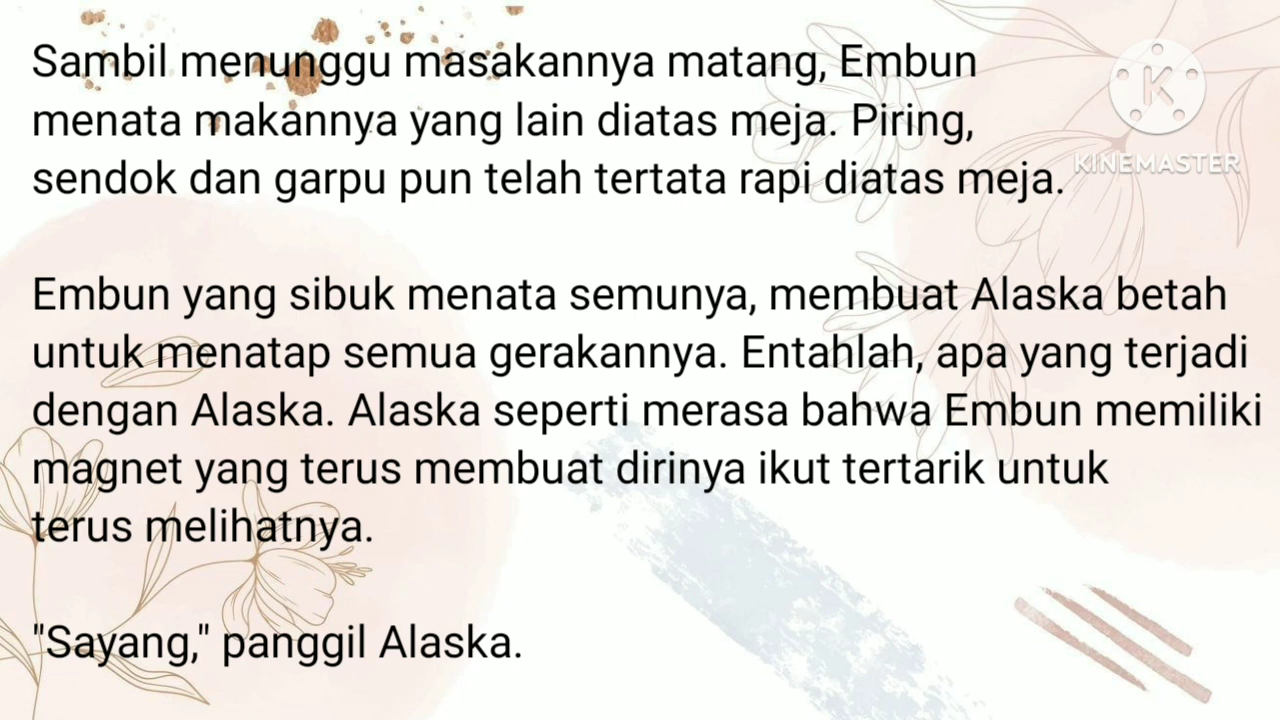 Sambil menunggu masakannya matang, Embun
menata makannya yang lain diatas meja. Piring,
sendok dan garpu pun telah tertata rapi diatas meja.
Embun yang sibuk menata semunya, membuat Alaska betah
untuk menatap semua gerakannya. Entahlah, apa yang terjadi
dengan Alaska. Alaska seperti merasa bahwa Embun memiliki
magnet yang terus membuat dirinya ikut tertarik untuk
terus melihatnya.
"Sayang," panggil Alaska.
K
KINEMASTER